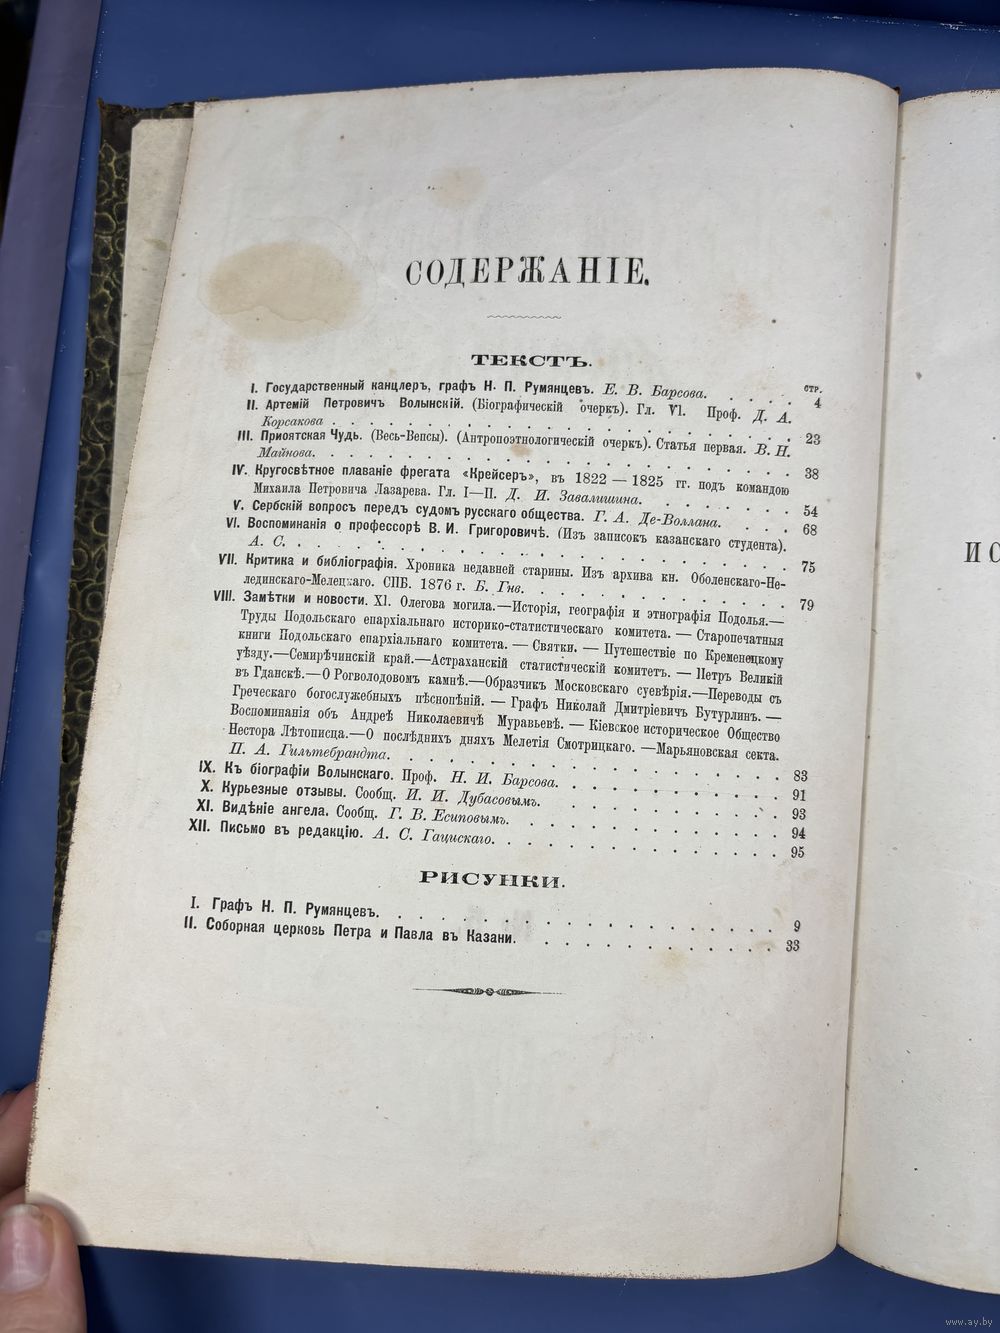 СОДЕРЖАНІЕ.
ТЕКСТЪ.
СТР.
I. Государственный канцлеръ, графъ Н. П. Румянцевъ. Е. В. Барсова. . . . . . . 4
II. Артемій Петровичъ Волынскій. (Біографическій очеркъ). Гл. VI. Проф. Д. А.
Корсакова . . . . . . . . . . . . . . . . . . . . . 23
III. Прионтская Чудь. (Весь-Вепсы). (Антропоэтнологическій очеркъ). Статья первая. В. Н.
Майнова. . . . . . . . . . . . . . . . . . . . . 38
IV. Кругосвѣтное плаваніе фрегата «Крейсеръ», въ 1822 — 1825 гг. подъ командою
Михаила Петровича Лазарева. Гл. I—II. Д. И. Завалишина. . . . . . . . 54
V. Сербскій вопросъ передъ судомъ русскаго общества. Г. А. Де-Воллана. . . . . 68
VI. Воспоминанія о профессорѣ В. И. Григоровичѣ. (Изъ записокъ казанскаго студента).
А. С. . . . . . . . . . . . . . . . . . . . . . 75
VII. Критика и библіографія. Хроника недавней старины. Изъ архива кн. Оболенскаго-Не-
лединскаго-Мелецкаго. СПБ. 1876 г. Б. Гнв. . . . . . . . . . . . . 79
VIII. Замѣтки и новости. XI. Олегова могила.—Исторія, географія и этнографія Подолья.—
Труды Подольскаго епархіальнаго историко-статистическаго комитета. — Старопечатныя
книги Подольскаго епархіальнаго комитета. — Святки. — Путешествіе по Кременецкому
уѣзду.—Семирѣчинскій край.—Астраханскій статистическій комитетъ. — Петръ Великій
въ Гданскѣ.—О Рогволодовомъ камнѣ.—Образчикъ Московскаго суевѣрія.—Переводы съ
Греческаго богослужебныхъ пѣснопѣній. — Графъ Николай Дмитріевичъ Бутурлинъ. —
Воспоминанія объ Андреѣ Николаевичѣ Муравьевѣ. — Кіевское историческое Общество
Нестора Лѣтописца.—О послѣднихъ дняхъ Мелетія Смотрицкаго. —Марьяновская секта.
П. А. Гильтебрандта. . . . . . . . . . . . . . . . . . . 83
IX. Къ біографіи Волынскаго. Проф. Н. И. Барсова. . . . . . . . . . . . 91
X. Курьезные отзывы. Сообщ. И. И. Дубасовымъ. . . . . . . . . . . . 93
XI. Видѣніе ангела. Сообщ. Г. В. Есиповымъ. . . . . . . . . . . . . 94
XII. Письмо въ редакцію. А. С. Гацискаго. . . . . . . . . . . . . . 95
РИСУНКИ.
I. Графъ Н. П. Румянцевъ. . . . . . . . . . . . . . . . . 9
II. Соборная церковь Петра и Павла въ Казани. . . . . . . . . . . . 33
ИС
www.ay.by